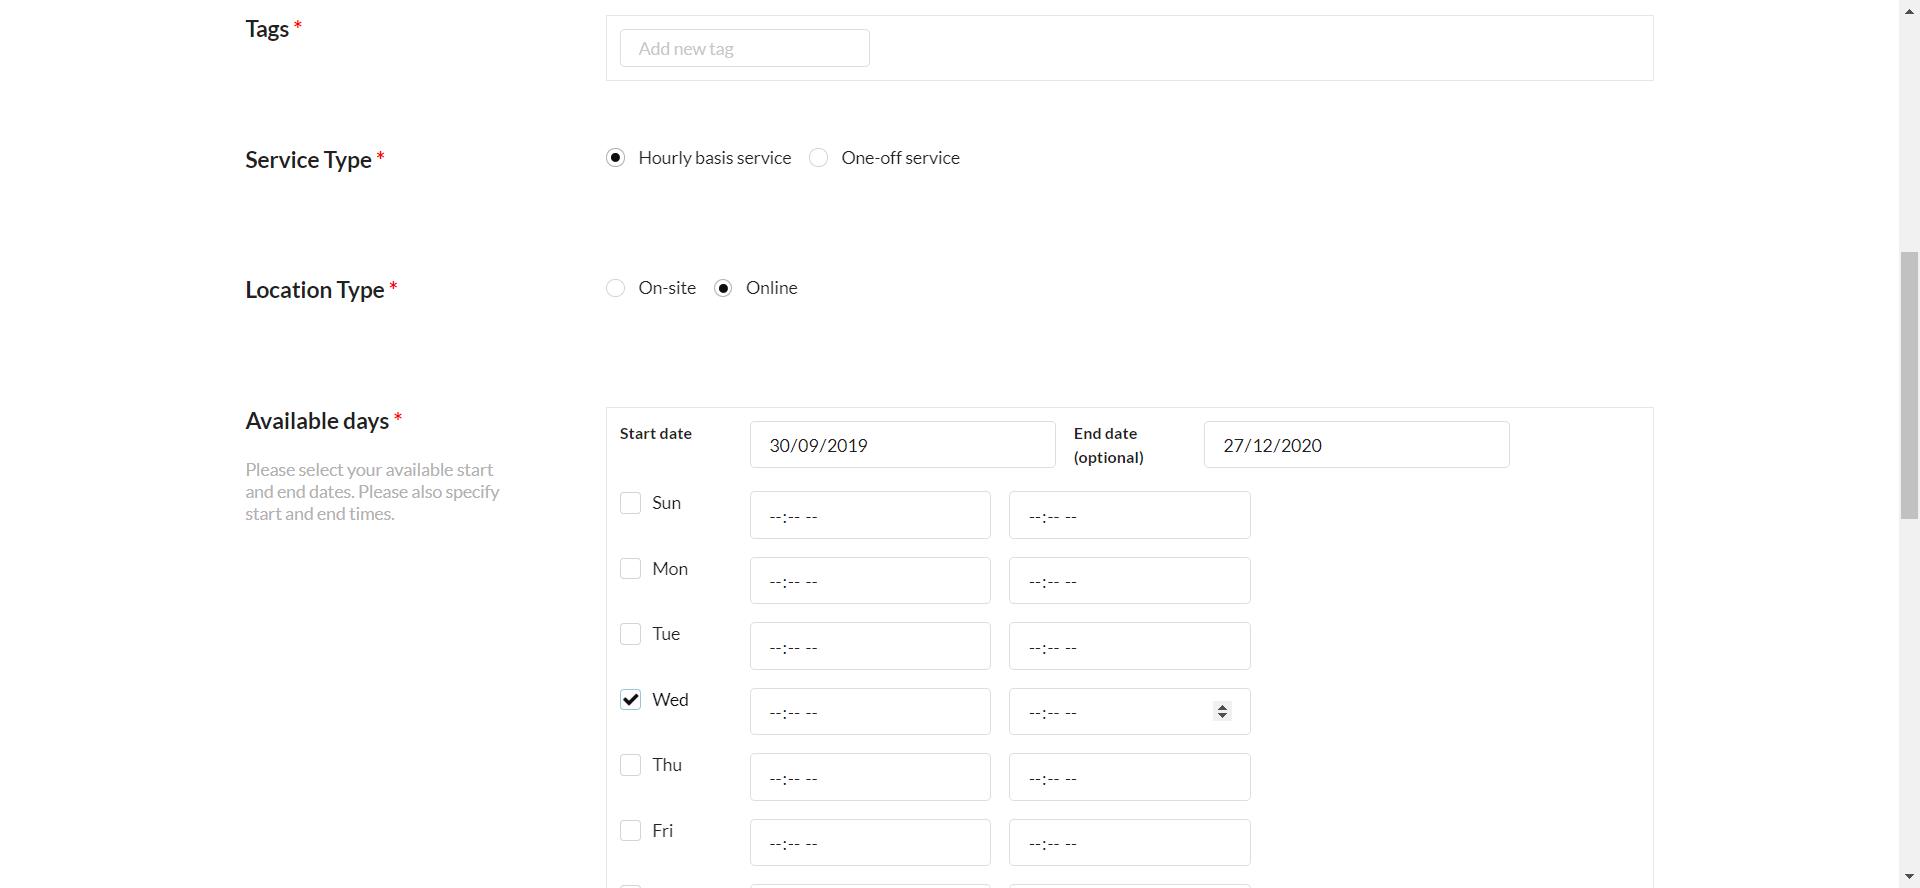 Tags *
Add new tag
Service Type *
Hourly basis service
One-off service
Location Type *
On-site
Online
Available days *
Please select your available start
and end dates. Please also specify
start and end times.
Start date
30/09/2019
End date
(optional)
27/12/2020
Sun
--:-- --
--:-- --
Mon
--:-- --
--:-- --
Tue
--:-- --
--:-- --
Wed
--:-- --
--:-- --
Thu
--:-- --
--:-- --
Fri
--:-- --
--:-- --